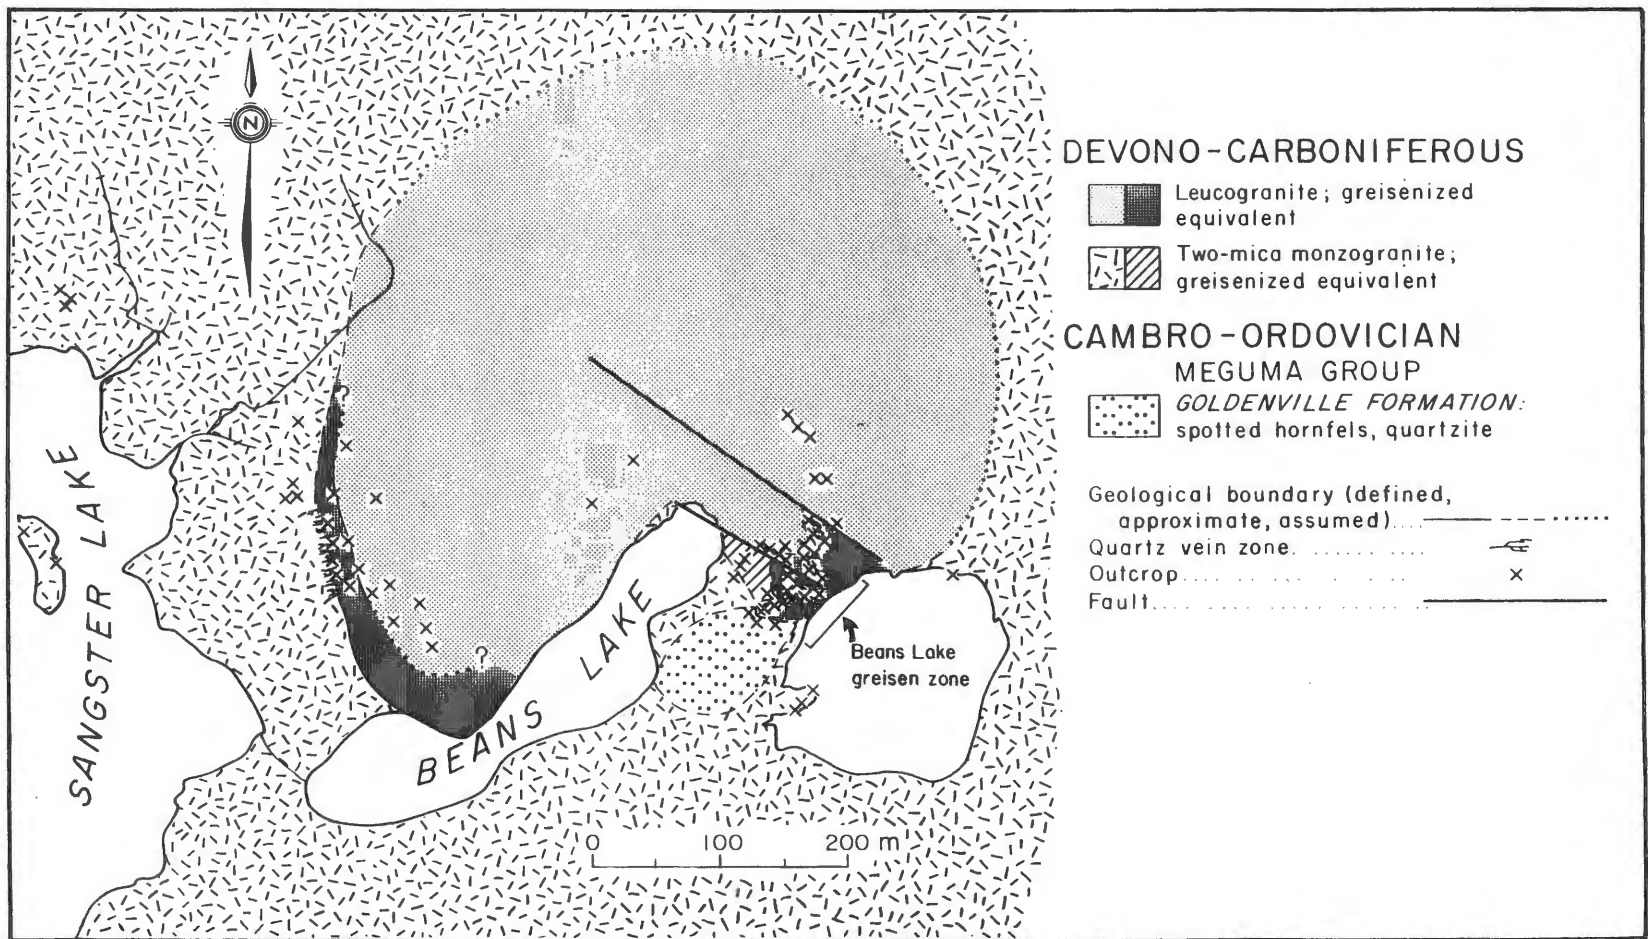 N
SANGSTER LAKE
?
?
BEANS LAKE
Beans Lake
greisen zone
0 100 200 m
DEVONO-CARBONIFEROUS
Leucogranite; greisenized
equivalent
Two-mica monzogranite;
greisenized equivalent
CAMBRO-ORDOVICIAN
MEGUMA GROUP
GOLDENVILLE FORMATION:
spotted hornfels, quartzite
Geological boundary (defined,
approximate, assumed)....
Quartz vein zone..............
Outcrop......................
Fault........................